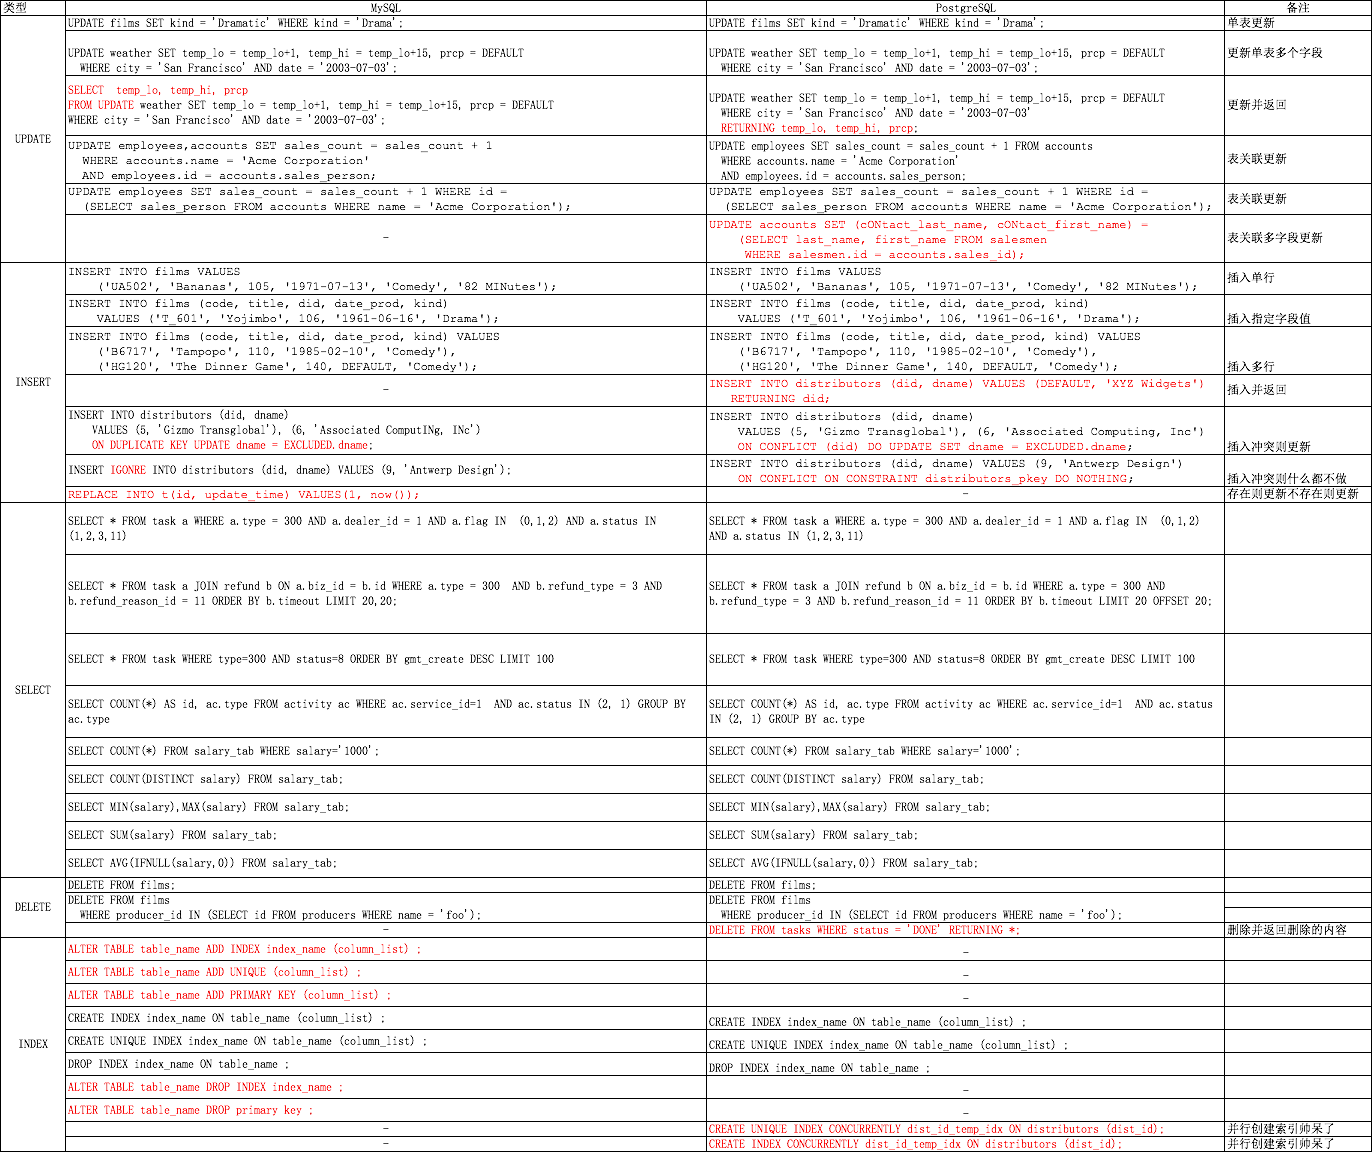 类型 MySQL PostgreSQL 备注
UPDATE
UPDATE films SET kind = 'Dramatic' WHERE kind = 'Drama';
UPDATE films SET kind = 'Dramatic' WHERE kind = 'Drama';
单表更新
UPDATE weather SET temp_lo = temp_lo+1, temp_hi = temp_lo+15, prcp = DEFAULT
WHERE city = 'San Francisco' AND date = '2003-07-03';
UPDATE weather SET temp_lo = temp_lo+1, temp_hi = temp_lo+15, prcp = DEFAULT
WHERE city = 'San Francisco' AND date = '2003-07-03';
更新单表多个字段
SELECT  temp_lo, temp_hi, prcp
FROM UPDATE weather SET temp_lo = temp_lo+1, temp_hi = temp_lo+15, prcp = DEFAULT
WHERE city = 'San Francisco' AND date = '2003-07-03';
UPDATE weather SET temp_lo = temp_lo+1, temp_hi = temp_lo+15, prcp = DEFAULT
WHERE city = 'San Francisco' AND date = '2003-07-03'
RETURNING temp_lo, temp_hi, prcp;
更新并返回
UPDATE employees,accounts SET sales_count = sales_count + 1
WHERE accounts.name = 'Acme Corporation'
AND employees.id = accounts.sales_person;
UPDATE employees SET sales_count = sales_count + 1 FROM accounts
WHERE accounts.name = 'Acme Corporation'
AND employees.id = accounts.sales_person;
表关联更新
UPDATE employees SET sales_count = sales_count + 1 WHERE id =
(SELECT sales_person FROM accounts WHERE name = 'Acme Corporation');
UPDATE employees SET sales_count = sales_count + 1 WHERE id =
(SELECT sales_person FROM accounts WHERE name = 'Acme Corporation');
表关联更新
-
UPDATE accounts SET (cONtact_last_name, cONtact_first_name) =
(SELECT last_name, first_name FROM salesmen
WHERE salesmen.id = accounts.sales_id);
表关联多字段更新
INSERT
INSERT INTO films VALUES
('UA502', 'Bananas', 105, '1971-07-13', 'Comedy', '82 MINutes');
INSERT INTO films VALUES
('UA502', 'Bananas', 105, '1971-07-13', 'Comedy', '82 MINutes');
插入单行
INSERT INTO films (code, title, did, date_prod, kind)
VALUES ('T_601', 'Yojimbo', 106, '1961-06-16', 'Drama');
INSERT INTO films (code, title, did, date_prod, kind)
VALUES ('T_601', 'Yojimbo', 106, '1961-06-16', 'Drama');
插入指定字段值
INSERT INTO films (code, title, did, date_prod, kind) VALUES
('B6717', 'Tampopo', 110, '1985-02-10', 'Comedy'),
('HG120', 'The Dinner Game', 140, DEFAULT, 'Comedy');
INSERT INTO films (code, title, did, date_prod, kind) VALUES
('B6717', 'Tampopo', 110, '1985-02-10', 'Comedy'),
('HG120', 'The Dinner Game', 140, DEFAULT, 'Comedy');
插入多行
-
INSERT INTO distributors (did, dname) VALUES (DEFAULT, 'XYZ Widgets')
RETURNING did;
插入并返回
INSERT INTO distributors (did, dname)
VALUES (5, 'Gizmo Transglobal'), (6, 'Associated ComputINg, INc')
ON DUPLICATE KEY UPDATE dname = EXCLUDED.dname;
INSERT INTO distributors (did, dname)
VALUES (5, 'Gizmo Transglobal'), (6, 'Associated Computing, Inc')
ON CONFLICT (did) DO UPDATE SET dname = EXCLUDED.dname;
插入冲突则更新
INSERT IGONRE INTO distributors (did, dname) VALUES (9, 'Antwerp Design');
INSERT INTO distributors (did, dname) VALUES (9, 'Antwerp Design')
ON CONFLICT ON CONSTRAINT distributors_pkey DO NOTHING;
插入冲突则什么都不做
REPLACE INTO t(id, update_time) VALUES(1, now());
-
存在则更新不存在则更新
SELECT
SELECT * FROM task a WHERE a.type = 300 AND a.dealer_id = 1 AND a.flag IN  (0,1,2) AND a.status IN
(1,2,3,11)
SELECT * FROM task a WHERE a.type = 300 AND a.dealer_id = 1 AND a.flag IN  (0,1,2)
AND a.status IN (1,2,3,11)
SELECT * FROM task a JOIN refund b ON a.biz_id = b.id WHERE a.type = 300  AND b.refund_type = 3 AND
b.refund_reason_id = 11 ORDER BY b.timeout LIMIT 20,20;
SELECT * FROM task a JOIN refund b ON a.biz_id = b.id WHERE a.type = 300 AND
b.refund_type = 3 AND b.refund_reason_id = 11 ORDER BY b.timeout LIMIT 20 OFFSET 20;
SELECT * FROM task WHERE type=300 AND status=8 ORDER BY gmt_create DESC LIMIT 100
SELECT * FROM task WHERE type=300 AND status=8 ORDER BY gmt_create DESC LIMIT 100
SELECT COUNT(*) AS id, ac.type FROM activity ac WHERE ac.service_id=1  AND ac.status IN (2, 1) GROUP BY
ac.type
SELECT COUNT(*) AS id, ac.type FROM activity ac WHERE ac.service_id=1  AND ac.status
IN (2, 1) GROUP BY ac.type
SELECT COUNT(*) FROM salary_tab WHERE salary='1000';
SELECT COUNT(*) FROM salary_tab WHERE salary='1000';
SELECT COUNT(DISTINCT salary) FROM salary_tab;
SELECT COUNT(DISTINCT salary) FROM salary_tab;
SELECT MIN(salary),MAX(salary) FROM salary_tab;
SELECT MIN(salary),MAX(salary) FROM salary_tab;
SELECT SUM(salary) FROM salary_tab;
SELECT SUM(salary) FROM salary_tab;
SELECT AVG(IFNULL(salary,0)) FROM salary_tab;
SELECT AVG(IFNULL(salary,0)) FROM salary_tab;
DELETE
DELETE FROM films;
DELETE FROM films;
DELETE FROM films
WHERE producer_id IN (SELECT id FROM producers WHERE name = 'foo');
DELETE FROM films
WHERE producer_id IN (SELECT id FROM producers WHERE name = 'foo');
-
DELETE FROM tasks WHERE status = 'DONE' RETURNING *;
删除并返回删除的内容
INDEX
ALTER TABLE table_name ADD INDEX index_name (column_list) ;
-
ALTER TABLE table_name ADD UNIQUE (column_list) ;
-
ALTER TABLE table_name ADD PRIMARY KEY (column_list) ;
-
CREATE INDEX index_name ON table_name (column_list) ;
CREATE INDEX index_name ON table_name (column_list) ;
CREATE UNIQUE INDEX index_name ON table_name (column_list) ;
CREATE UNIQUE INDEX index_name ON table_name (column_list) ;
DROP INDEX index_name ON table_name ;
DROP INDEX index_name ON table_name ;
ALTER TABLE table_name DROP INDEX index_name ;
-
ALTER TABLE table_name DROP primary key ;
-
-
CREATE UNIQUE INDEX CONCURRENTLY dist_id_temp_idx ON distributors (dist_id);
并行创建索引帅呆了
-
CREATE INDEX CONCURRENTLY dist_id_temp_idx ON distributors (dist_id);
并行创建索引帅呆了